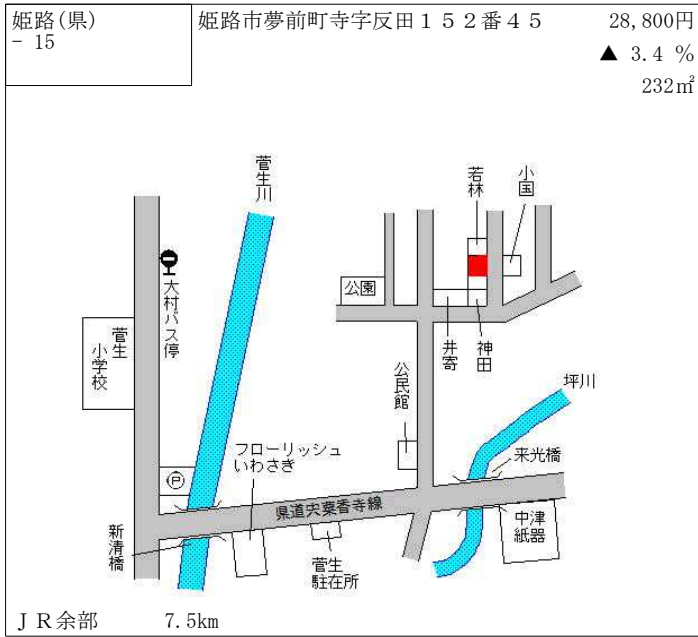 姫路(県)
- 15
姫路市夢前町寺字反田１５２番４５
28,800円
▲ 3.4 %
232㎡
菅生川
若林
小国
大村バス停
公園
菅生
小学校
井寄
神田
公民館
坪川
フローリッシュ
いわさき
来光橋
Ⓟ
県道宍粟香寺線
新清橋
菅生
駐在所
中津
紙器
ＪＲ余部
7.5km